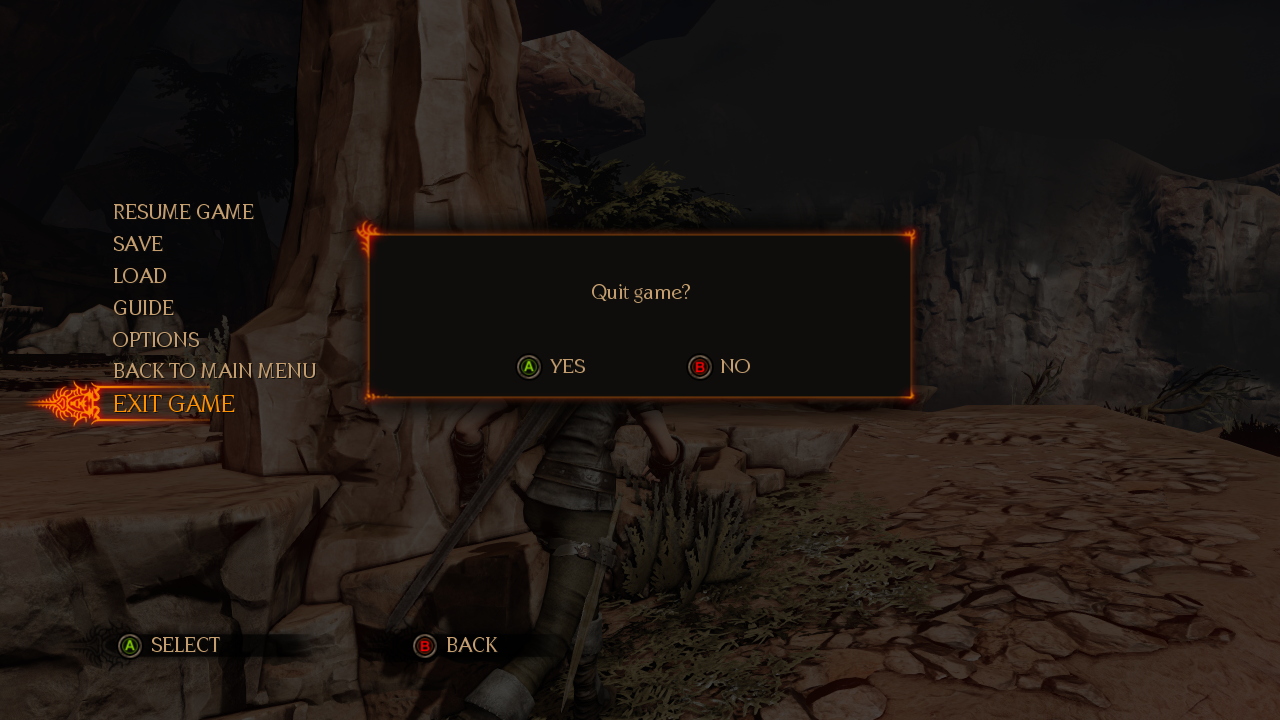 RESUME GAME
SAVE
LOAD
GUIDE
OPTIONS
BACK TO MAIN MENU
EXIT GAME
Quit game?
A YES B NO
A SELECT B BACK